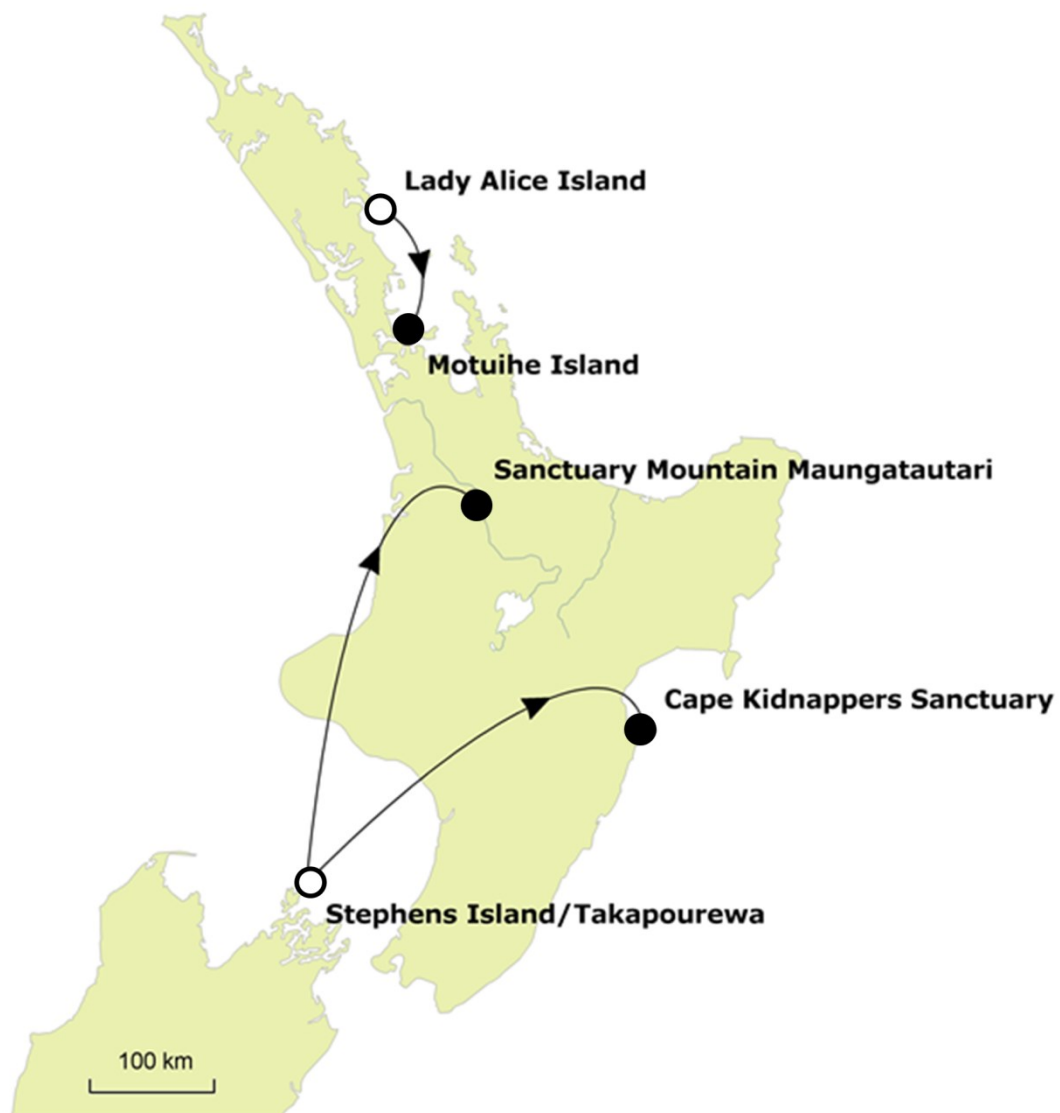 Lady Alice Island
Motuihe Island
Sanctuary Mountain Maungatautari
Cape Kidnappers Sanctuary
Stephens Island/Takapourewa
100 km